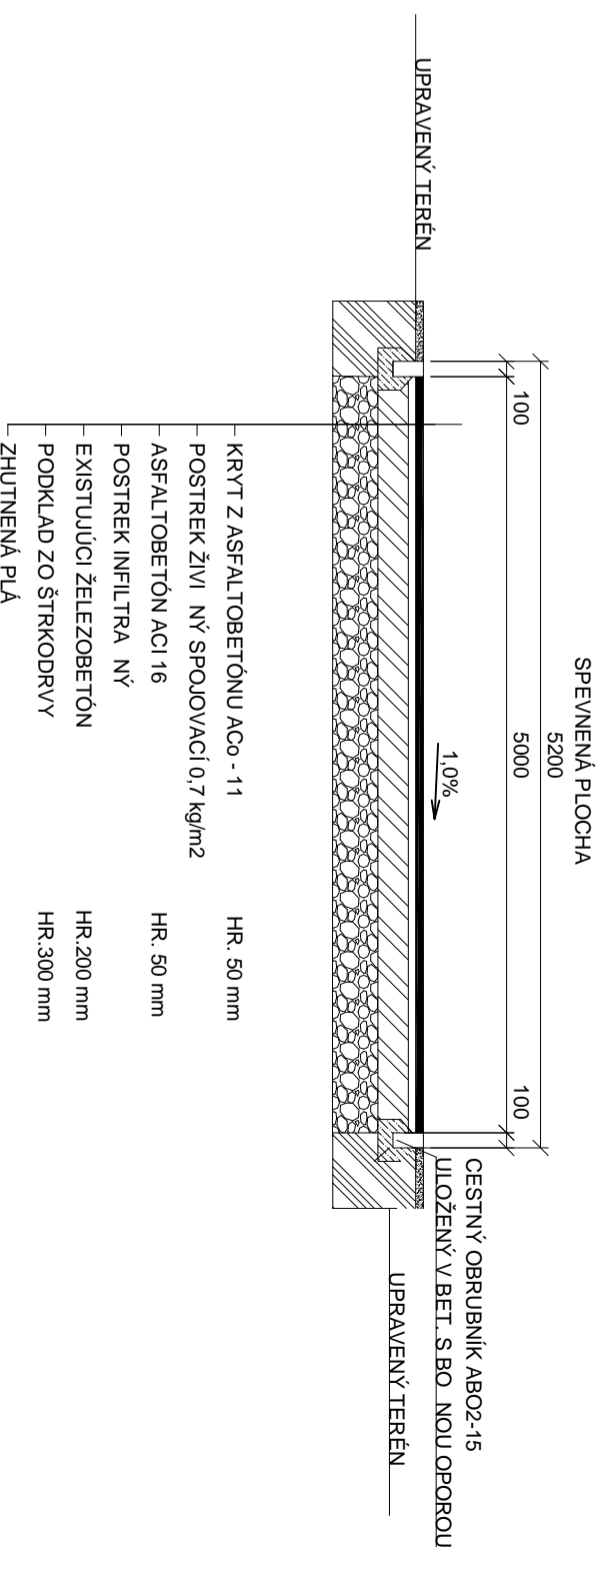 SPEVNENÁ PLOCHA
5200
100 5000 100
1,0%
UPRAVENÝ TERÉN
CESTNÝ OBRUBNÍK ABO2-15
ULOŽENÝ V BET. S BO NOU OPOROU
UPRAVENÝ TERÉN
KRYT Z ASFALTOBETÓNU ACo - 11 HR. 50 mm
POSTREK ŽIVI NÝ SPOJOVACÍ 0,7 kg/m2
ASFALTOBETÓN ACl 16 HR. 50 mm
POSTREK INFILTRA NÝ
EXISTUJÚCI ŽELEZOBETÓN HR.200 mm
PODKLAD ZO ŠTRKODRVY HR.300 mm
ZHUTNENÁ PLÁ